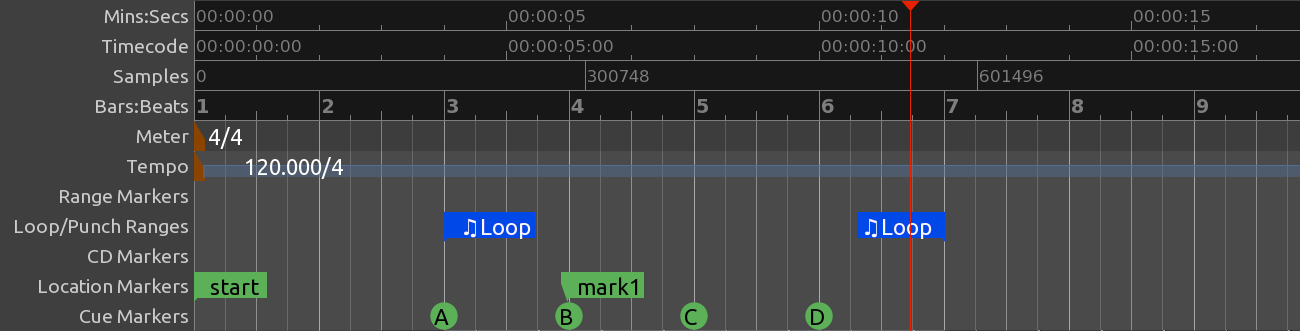 Mins:Secs 00:00:00 00:00:05 00:00:10 00:00:15
Timecode 00:00:00:00 00:00:05:00 00:00:10:00 00:00:15:00
Samples 0 300748 601496
Bars:Beats 1 2 3 4 5 6 7 8 9
Meter 4/4
Tempo 120.000/4
Range Markers
Loop/Punch Ranges ♫Loop ♫Loop
CD Markers
Location Markers start mark1
Cue Markers A B C D